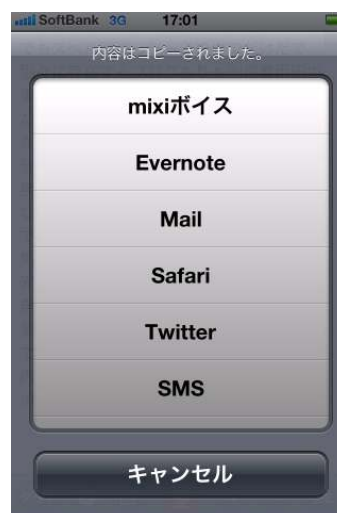 SoftBank 3G 17:01
内容はコピーされました。
mixiボイス
Evernote
Mail
Safari
Twitter
SMS
キャンセル